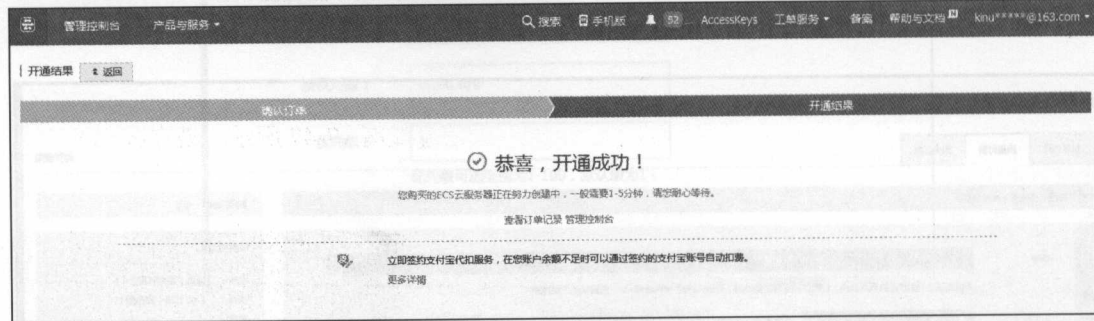 管理控制台 产品与服务 搜索 手机版 52 AccessKeys 工单服务 备案 帮助与文档 N kinu*****@163.com
开通结果 返回
确认订单 开通结果
恭喜，开通成功！
您购买的ECS云服务器正在努力创建中，一般需要1-5分钟，请您耐心等待。
查看订单记录 管理控制台
立即签约支付宝代扣服务，在您账户余额不足时可以通过签约的支付宝账号自动扣费。
更多详情